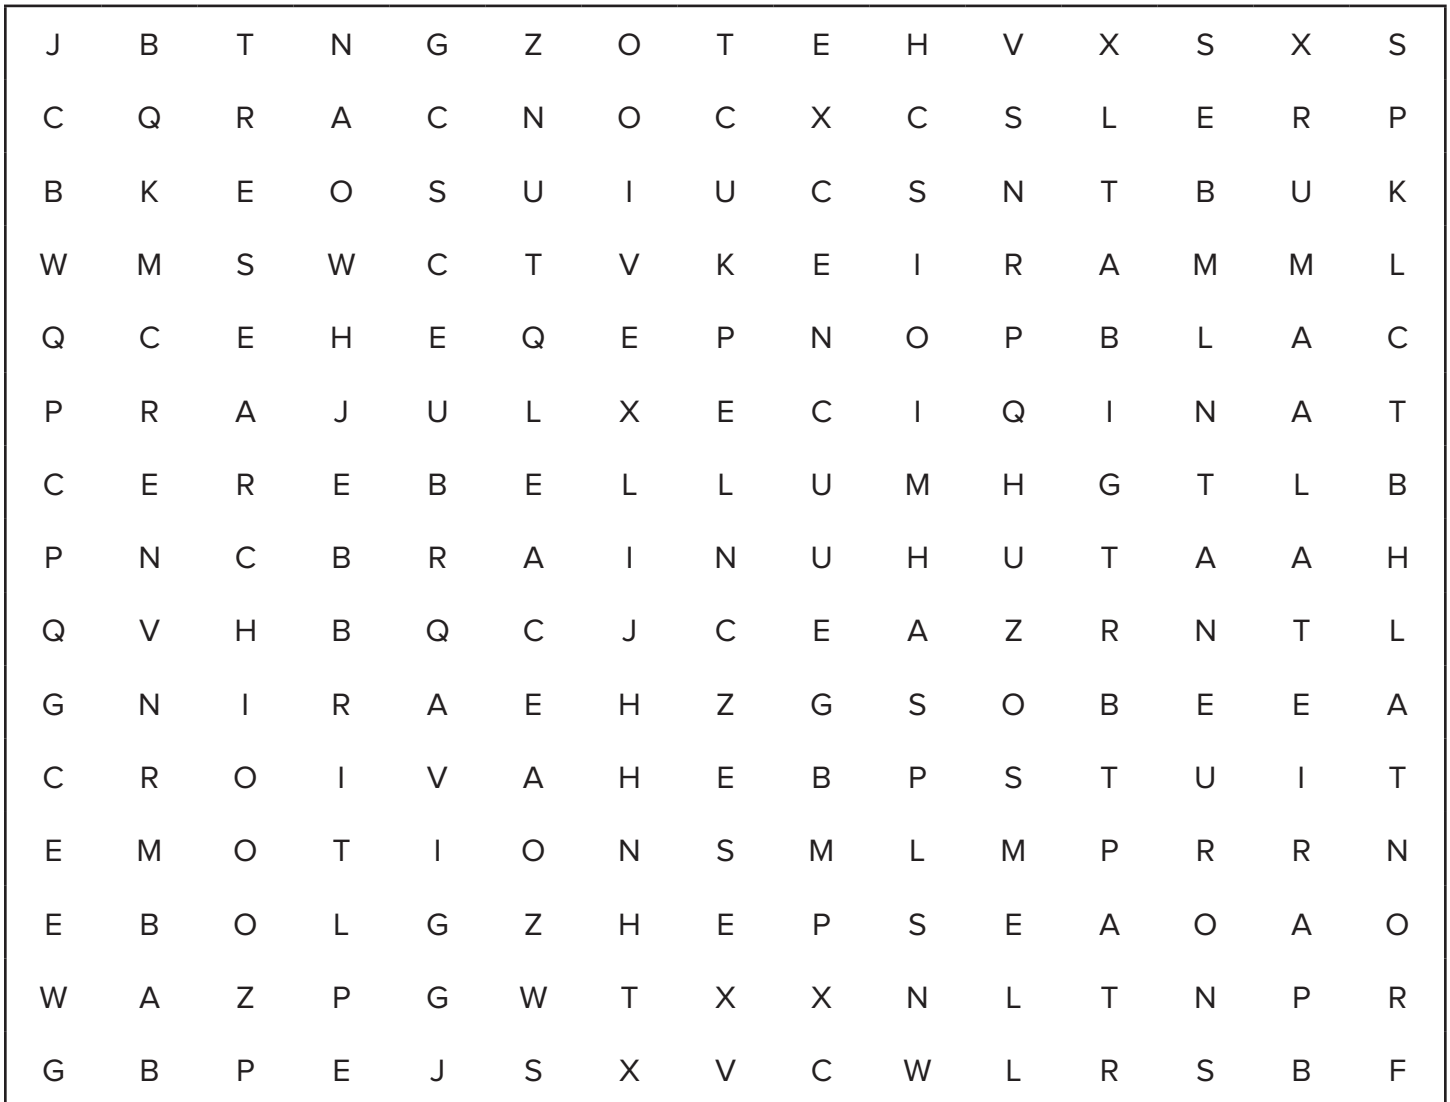 J B T N G Z O T E H V X S X S
C Q R A C N O C X C S L E R P
B K E O S U I U C S N T B U K
W M S W C T V K E I R A M M L
Q C E H E Q E P N O P B L A C
P R A J U L X E C I Q I N A T
C E R E B E L L U M H G T L B
P N C B R A I N U H U T A A H
Q V H B Q C J C E A Z R N T L
G N I R A E H Z G S O B E E A
C R O I V A H E B P S T U I T
E M O T I O N S M L M P R R N
E B O L G Z H E P S E A O A O
W A Z P G W T X X N L T N P R
G B P E J S X V C W L R S B F